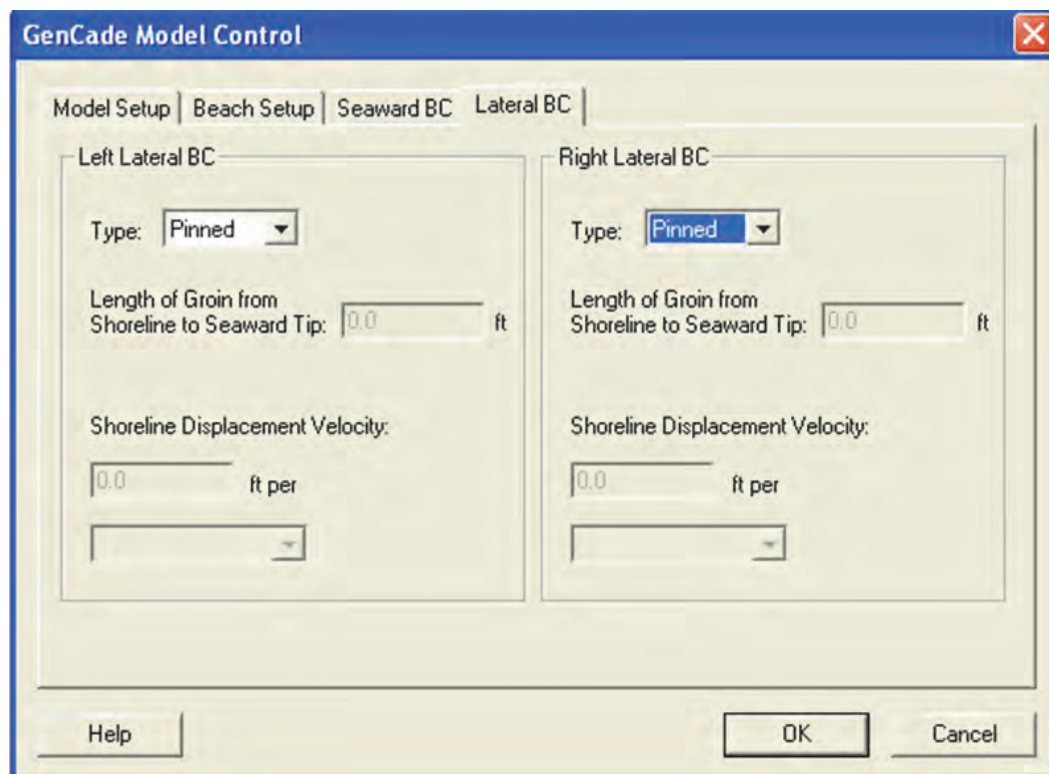 GenCade Model Control
Model Setup Beach Setup Seaward BC Lateral BC
Left Lateral BC
Type: Pinned
Length of Groin from
Shoreline to Seaward Tip: 0.0 ft
Shoreline Displacement Velocity:
0.0 ft per
Right Lateral BC
Type: Pinned
Length of Groin from
Shoreline to Seaward Tip: 0.0 ft
Shoreline Displacement Velocity:
0.0 ft per
Help OK Cancel